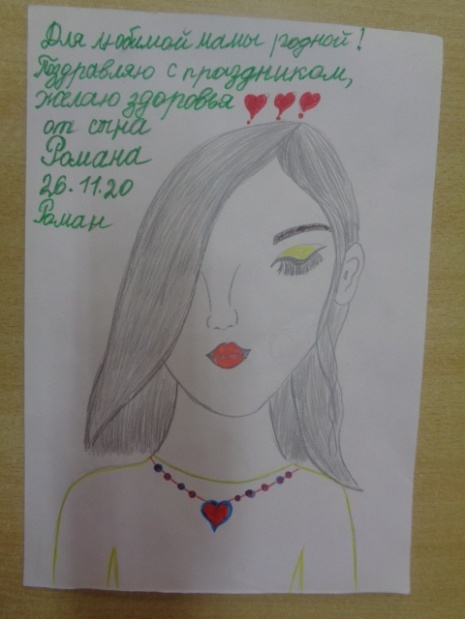 Для любимой мамы родной!
Поздравляю с праздником,
желаю здоровья
от сына
Романа
26.11.20
Роман